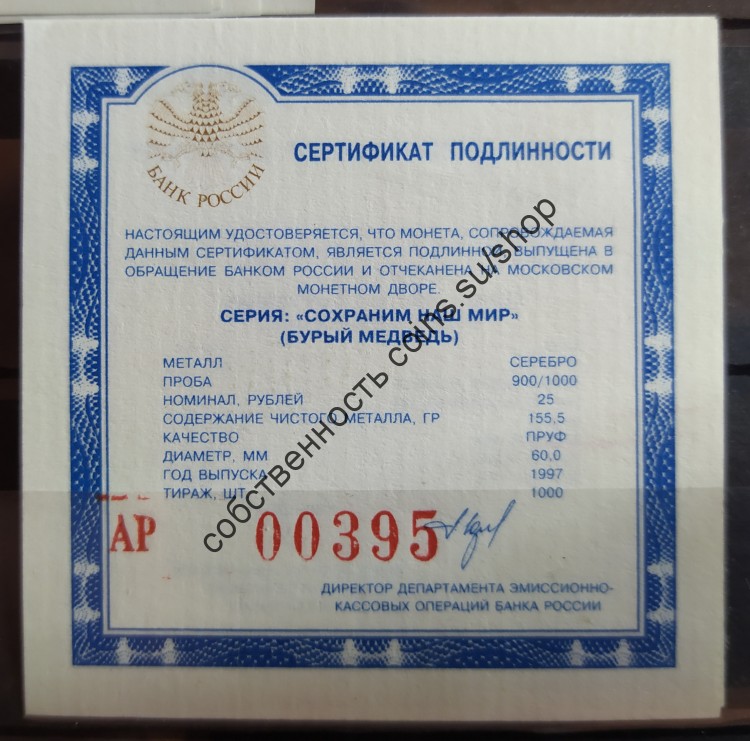 БАНК РОССИИ
СЕРТИФИКАТ ПОДЛИННОСТИ
НАСТОЯЩИМ УДОСТОВЕРЯЕТСЯ, ЧТО МОНЕТА, СОПРОВОЖДАЕМАЯ
ДАННЫМ СЕРТИФИКАТОМ, ЯВЛЯЕТСЯ ПОДЛИННОЙ, ВЫПУЩЕНА В
ОБРАЩЕНИЕ БАНКОМ РОССИИ И ОТЧЕКАНЕНА НА МОСКОВСКОМ
МОНЕТНОМ ДВОРЕ.
СЕРИЯ: «СОХРАНИМ НАШ МИР»
(БУРЫЙ МЕДВЕДЬ)
МЕТАЛЛ СЕРЕБРО
ПРОБА 900/1000
НОМИНАЛ, РУБЛЕЙ 25
СОДЕРЖАНИЕ ЧИСТОГО МЕТАЛЛА, ГР 155,5
КАЧЕСТВО ПРУФ
ДИАМЕТР, ММ 60,0
ГОД ВЫПУСКА 1997
ТИРАЖ, ШТ. 1000
АР 00395
ДИРЕКТОР ДЕПАРТАМЕНТА ЭМИССИОННО-
КАССОВЫХ ОПЕРАЦИЙ БАНКА РОССИИ
собственность coins.su/shop